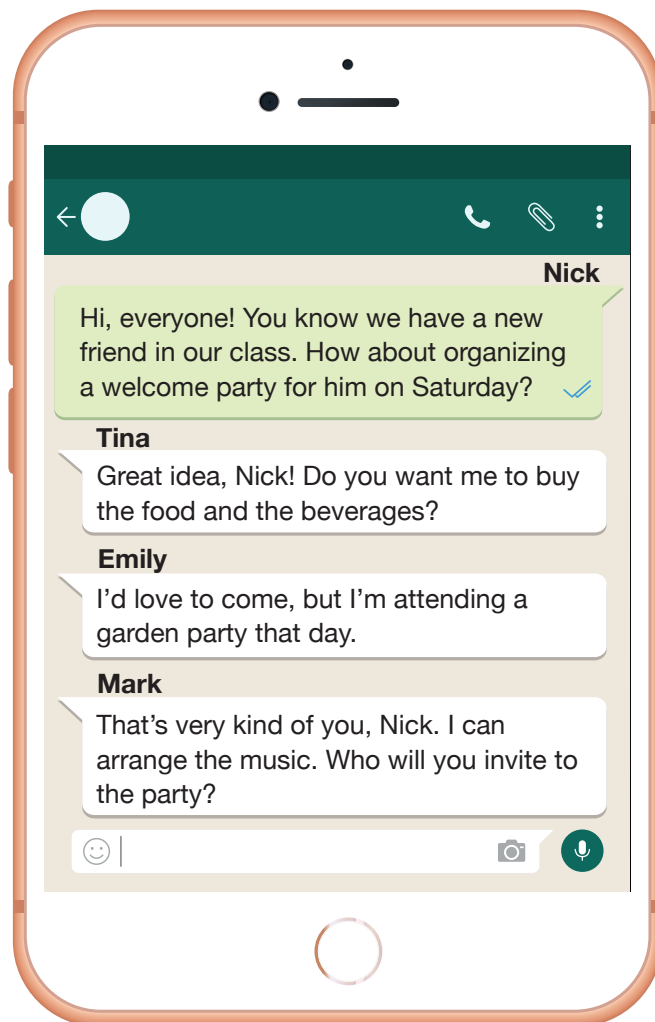 Nick
Hi, everyone! You know we have a new
friend in our class. How about organizing
a welcome party for him on Saturday?
Tina
Great idea, Nick! Do you want me to buy
the food and the beverages?
Emily
I’d love to come, but I’m attending a
garden party that day.
Mark
That’s very kind of you, Nick. I can
arrange the music. Who will you invite to
the party?